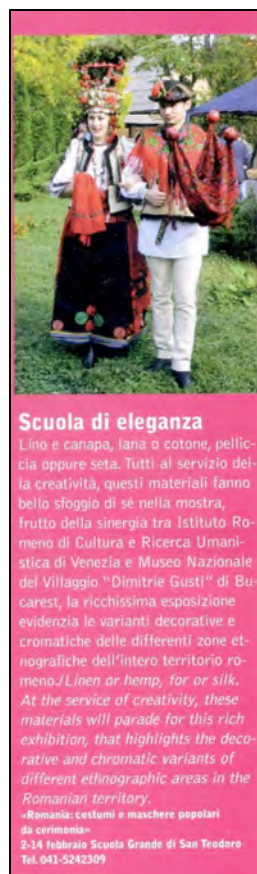 Scuola di eleganza
Lino e canapa, lana o cotone, pellic-
cia oppure seta. Tutti al servizio del-
la creatività, questi materiali fanno
bello sfoggio di sé nella mostra,
frutto della sinergia tra Istituto Ro-
meno di Cultura e Ricerca Umani-
stica di Venezia e Museo Nazionale
del Villaggio "Dimitrie Gusti" di Bu-
carest, la ricchissima esposizione
evidenzia le varianti decorative e
cromatiche delle differenti zone et-
nografiche dell'intero territorio ro-
meno./Linen or hemp, for or silk.
At the service of creativity, these
materials will parade for this rich
exhibition, that highlights the deco-
rative and chromatic variants of
different ethnographic areas in the
Romanian territory.
«Romania: costumi e maschere popolari
da cerimonia»
2-14 febbraio Scuola Grande di San Teodoro
Tel. 041-5242309